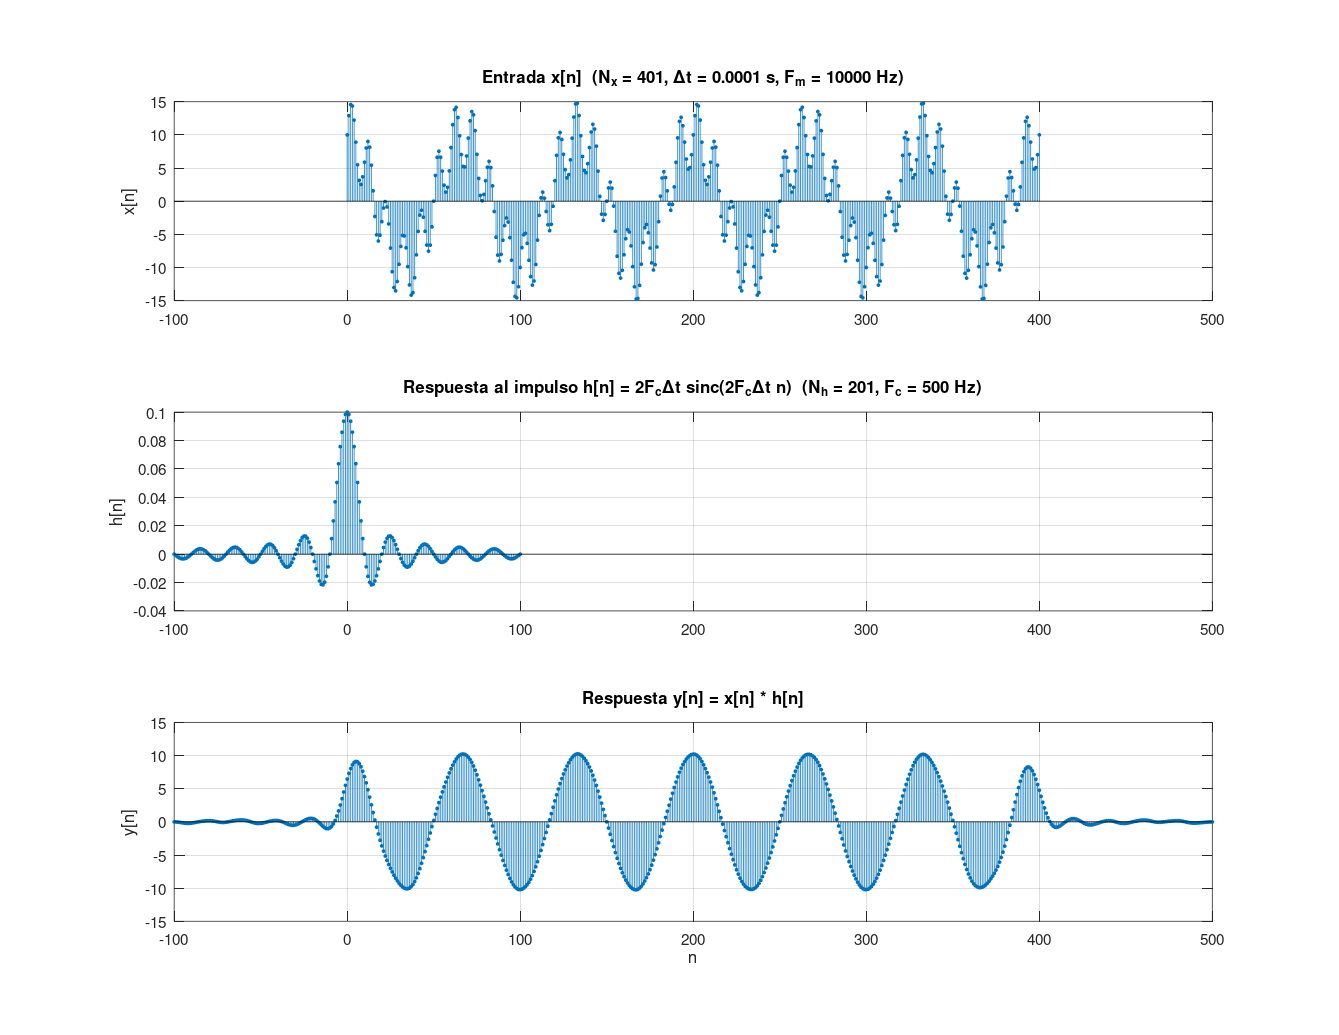 Entrada x[n]  (Nx = 401, Δt = 0.0001 s, Fm = 10000 Hz)
15
10
5
0
-5
-10
-15
x[n]
-100 0 100 200 300 400 500
Respuesta al impulso h[n] = 2FcΔt sinc(2FcΔt n)  (Nh = 201, Fc = 500 Hz)
0.1
0.08
0.06
0.04
0.02
0
-0.02
-0.04
h[n]
-100 0 100 200 300 400 500
Respuesta y[n] = x[n] * h[n]
15
10
5
0
-5
-10
-15
y[n]
-100 0 100 200 300 400 500
n